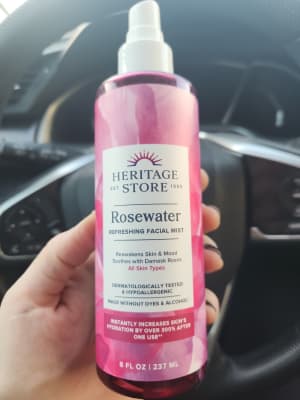 HERITAGE
EST STORE 1969
Rosewater
REFRESHING FACIAL MIST
Reawakens Skin & Mood
Soothes with Damask Roses
All Skin Types
DERMATOLOGICALLY TESTED
& HYPOALLERGENIC
MADE WITHOUT DYES & ALCOHOL
INSTANTLY INCREASES SKIN'S
HYDRATION BY OVER 200% AFTER
ONE USE**
8 FL OZ / 237 ML